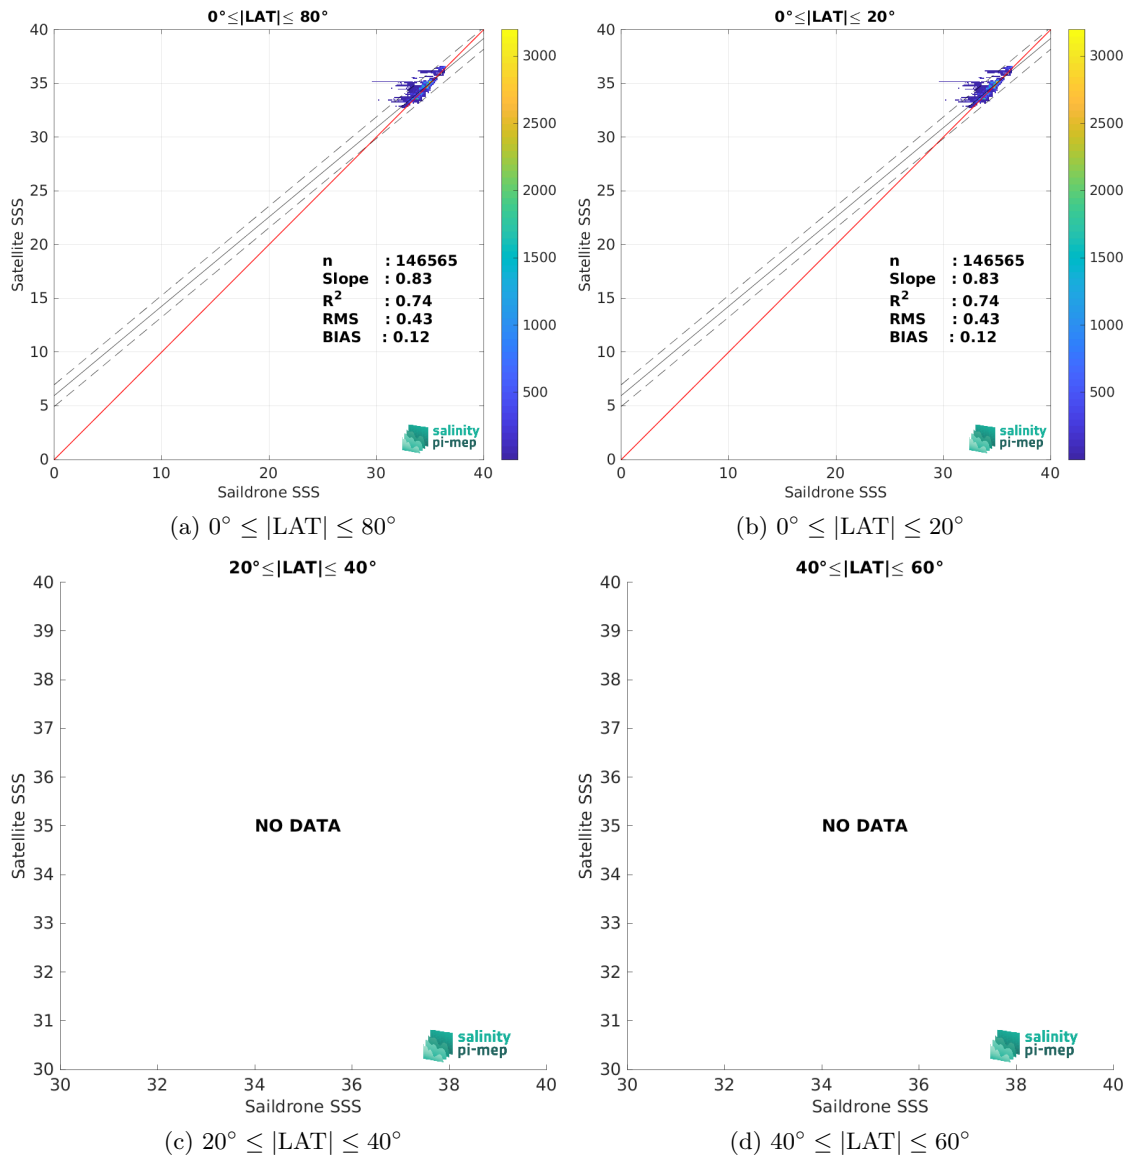 0°≤|LAT|≤ 80°
40
35
30
25
20
15
10
5
0
Satellite SSS
0
10
20
30
40
Saildrone SSS
3000
2500
2000
1500
1000
500
n : 146565
Slope : 0.83
R² : 0.74
RMS : 0.43
BIAS : 0.12
salinity
pi-mep
(a) 0° ≤ |LAT| ≤ 80°
0°≤|LAT|≤ 20°
40
35
30
25
20
15
10
5
0
Satellite SSS
0
10
20
30
40
Saildrone SSS
3000
2500
2000
1500
1000
500
n : 146565
Slope : 0.83
R² : 0.74
RMS : 0.43
BIAS : 0.12
salinity
pi-mep
(b) 0° ≤ |LAT| ≤ 20°
20°≤|LAT|≤ 40°
40
39
38
37
36
35
34
33
32
31
30
Satellite SSS
NO DATA
salinity
pi-mep
30
32
34
36
38
40
Saildrone SSS
(c) 20° ≤ |LAT| ≤ 40°
40°≤|LAT|≤ 60°
40
39
38
37
36
35
34
33
32
31
30
Satellite SSS
NO DATA
salinity
pi-mep
30
32
34
36
38
40
Saildrone SSS
(d) 40° ≤ |LAT| ≤ 60°